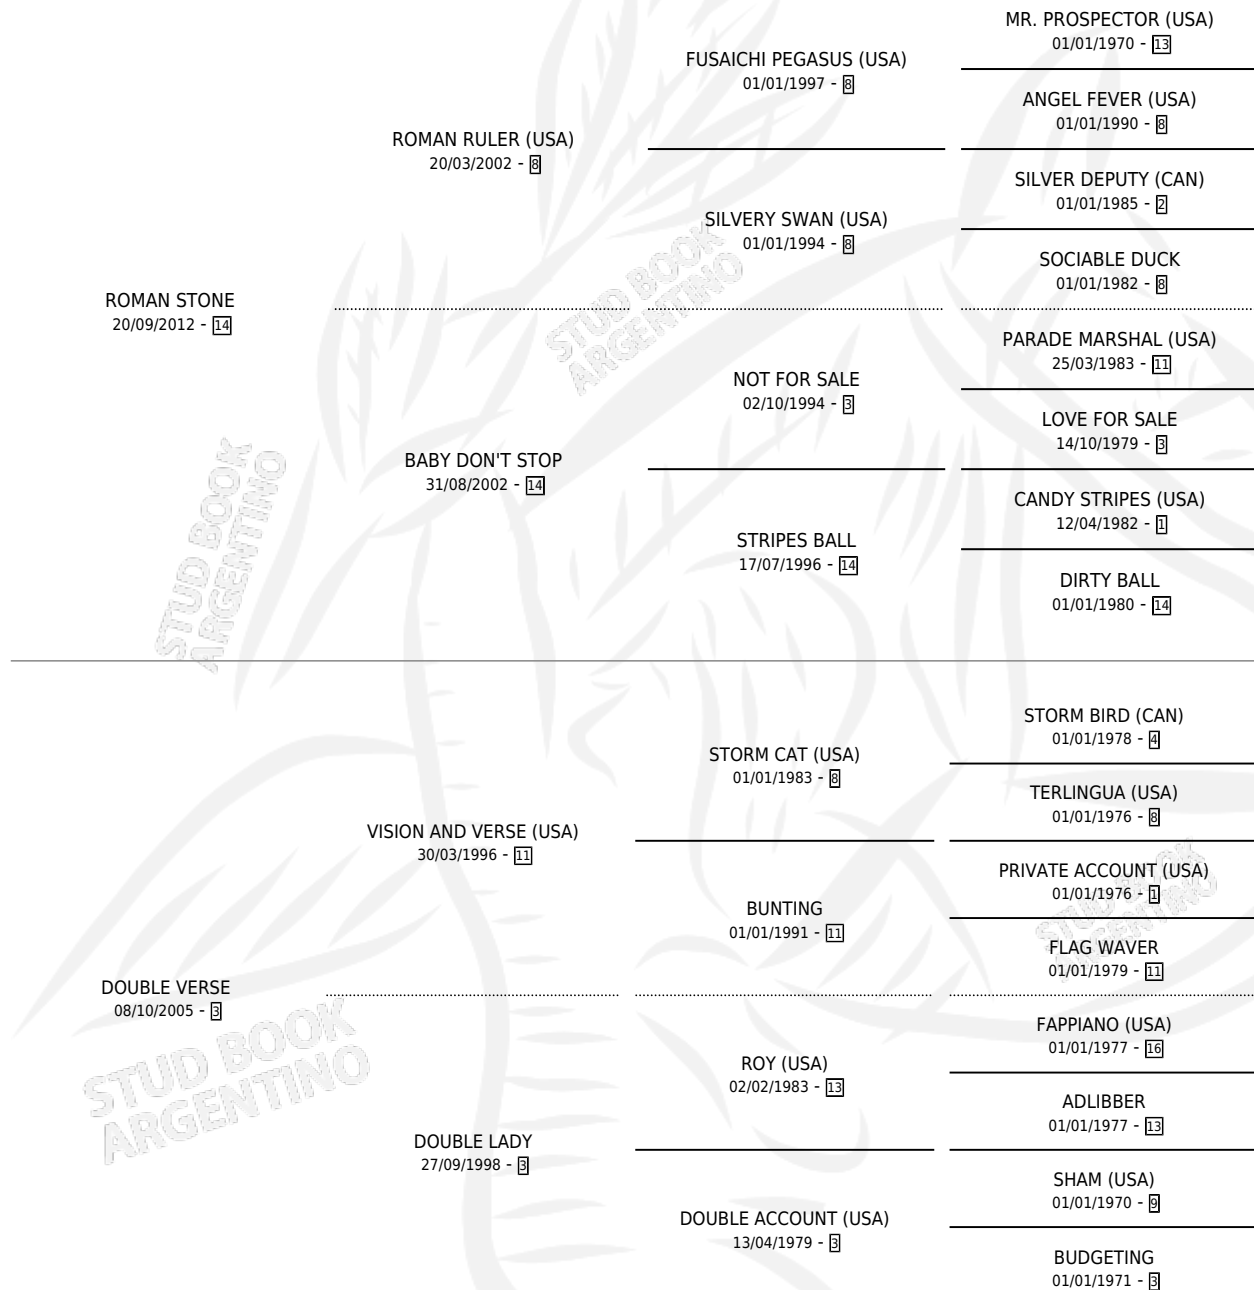 MR. PROSPECTOR (USA)
01/01/1970 - 13
FUSAICHI PEGASUS (USA)
01/01/1997 - 8
ANGEL FEVER (USA)
01/01/1990 - 8
ROMAN RULER (USA)
20/03/2002 - 8
SILVER DEPUTY (CAN)
01/01/1985 - 2
SILVERY SWAN (USA)
01/01/1994 - 8
SOCIABLE DUCK
01/01/1982 - 8
ROMAN STONE
20/09/2012 - 14
STUD BOOK
ARGENTINO
PARADE MARSHAL (USA)
25/03/1983 - 11
NOT FOR SALE
02/10/1994 - 3
LOVE FOR SALE
14/10/1979 - 3
BABY DON'T STOP
31/08/2002 - 14
CANDY STRIPES (USA)
12/04/1982 - 1
STRIPES BALL
17/07/1996 - 14
DIRTY BALL
01/01/1980 - 14
STUD BOOK
ARGENTINO
STORM BIRD (CAN)
01/01/1978 - 4
STORM CAT (USA)
01/01/1983 - 8
TERLINGUA (USA)
01/01/1976 - 8
VISION AND VERSE (USA)
30/03/1996 - 11
PRIVATE ACCOUNT (USA)
01/01/1976 - 1
BUNTING
01/01/1991 - 11
STUD BOOK
ARGENTINO
FLAG WAVER
01/01/1979 - 11
DOUBLE VERSE
08/10/2005 - 3
STUD BOOK
ARGENTINO
FAPPIANO (USA)
01/01/1977 - 16
ROY (USA)
02/02/1983 - 13
ADLIBBER
01/01/1977 - 13
DOUBLE LADY
27/09/1998 - 3
SHAM (USA)
01/01/1970 - 9
DOUBLE ACCOUNT (USA)
13/04/1979 - 3
BUDGETING
01/01/1971 - 3